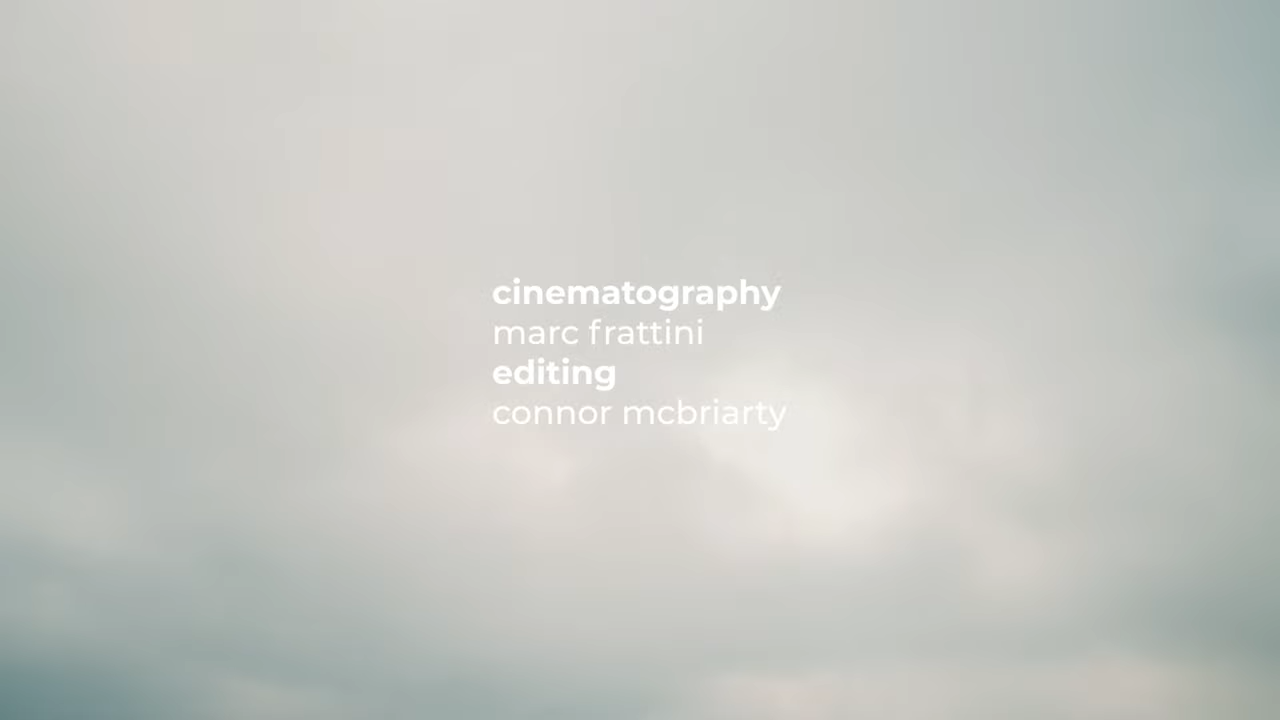 cinematography
marc frattini
editing
connor mcbriarty